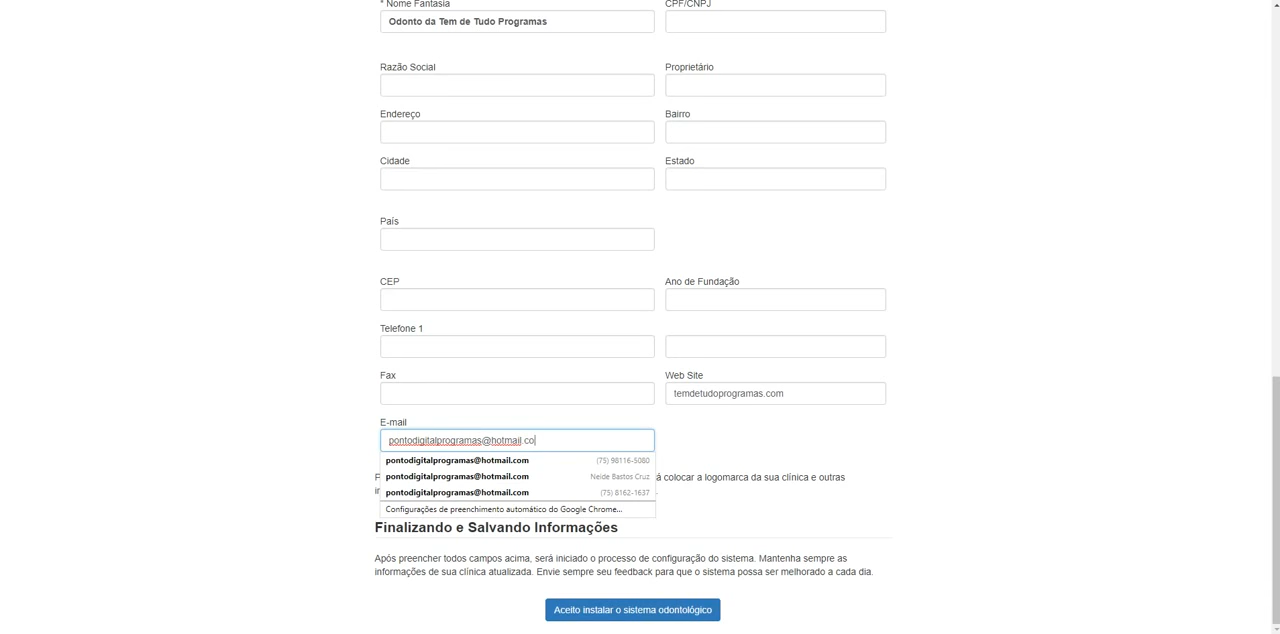 * Nome Fantasia CPF/CNPJ
Odonto da Tem de Tudo Programas
Razão Social Proprietário
Endereço Bairro
Cidade Estado
País
CEP Ano de Fundação
Telefone 1
Fax Web Site
temdetudoprogramas.com
E-mail
pontodigitalprogramas@hotmail.co
pontodigitalprogramas@hotmail.com (75) 98116-5080
pontodigitalprogramas@hotmail.com Neide Bastos Cruz
á colocar a logomarca da sua clínica e outras
pontodigitalprogramas@hotmail.com (75) 8162-1637
Configurações de preenchimento automático do Google Chrome...
Finalizando e Salvando Informações
Após preencher todos campos acima, será iniciado o processo de configuração do sistema. Mantenha sempre as
informações de sua clínica atualizada. Envie sempre seu feedback para que o sistema possa ser melhorado a cada dia.
Aceito instalar o sistema odontológico